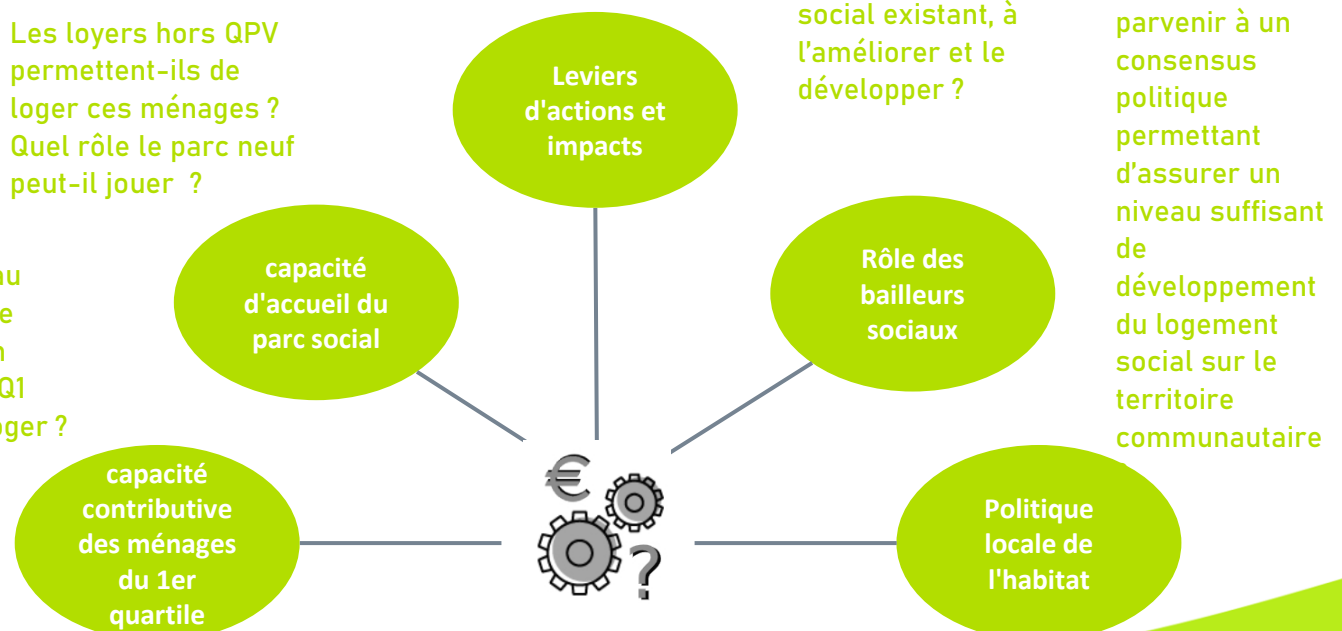 Les loyers hors QPV
permettent-ils de
loger ces ménages ?
Quel rôle le parc neuf
peut-il jouer ?
Leviers
d'actions et
impacts
social existant, à
l'améliorer et le
développer ?
parvenir à un
consensus
politique
permettant
d'assurer un
niveau suffisant
de
développement
du logement
social sur le
territoire
communautaire
capacité
d'accueil du
parc social
Rôle des
bailleurs
sociaux
Q1
?
capacité
contributive
des ménages
du 1er
quartile
€
?
Politique
locale de
l'habitat